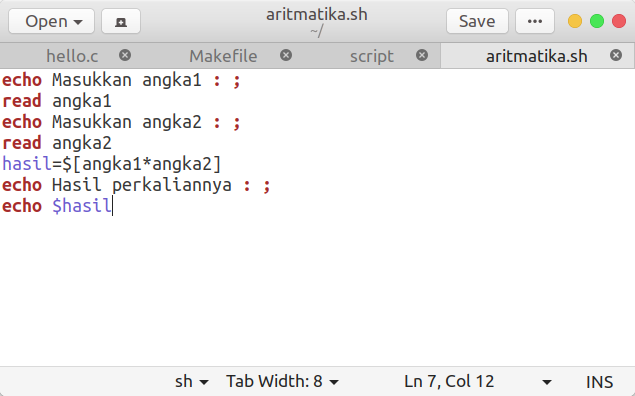 Open
aritmatika.sh
~/
Save
hello.c
Makefile
script
aritmatika.sh
echo Masukkan angka1 : ;
read angka1
echo Masukkan angka2 : ;
read angka2
hasil=$[angka1*angka2]
echo Hasil perkaliannya : ;
echo $hasil
sh
Tab Width: 8
Ln 7, Col 12
INS